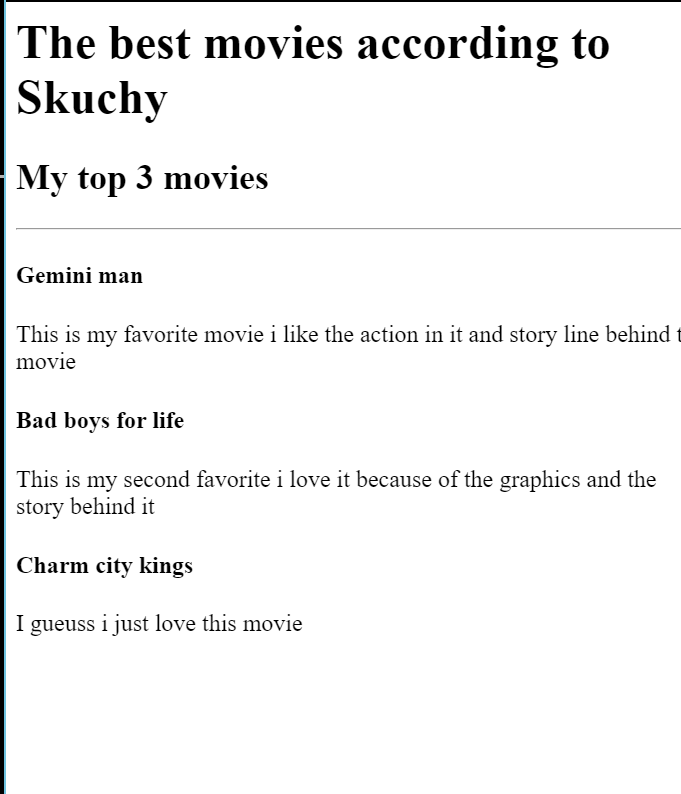 The best movies according to
Skuchy
My top 3 movies
Gemini man
This is my favorite movie i like the action in it and story line behind
movie
Bad boys for life
This is my second favorite i love it because of the graphics and the
story behind it
Charm city kings
I gueuss i just love this movie